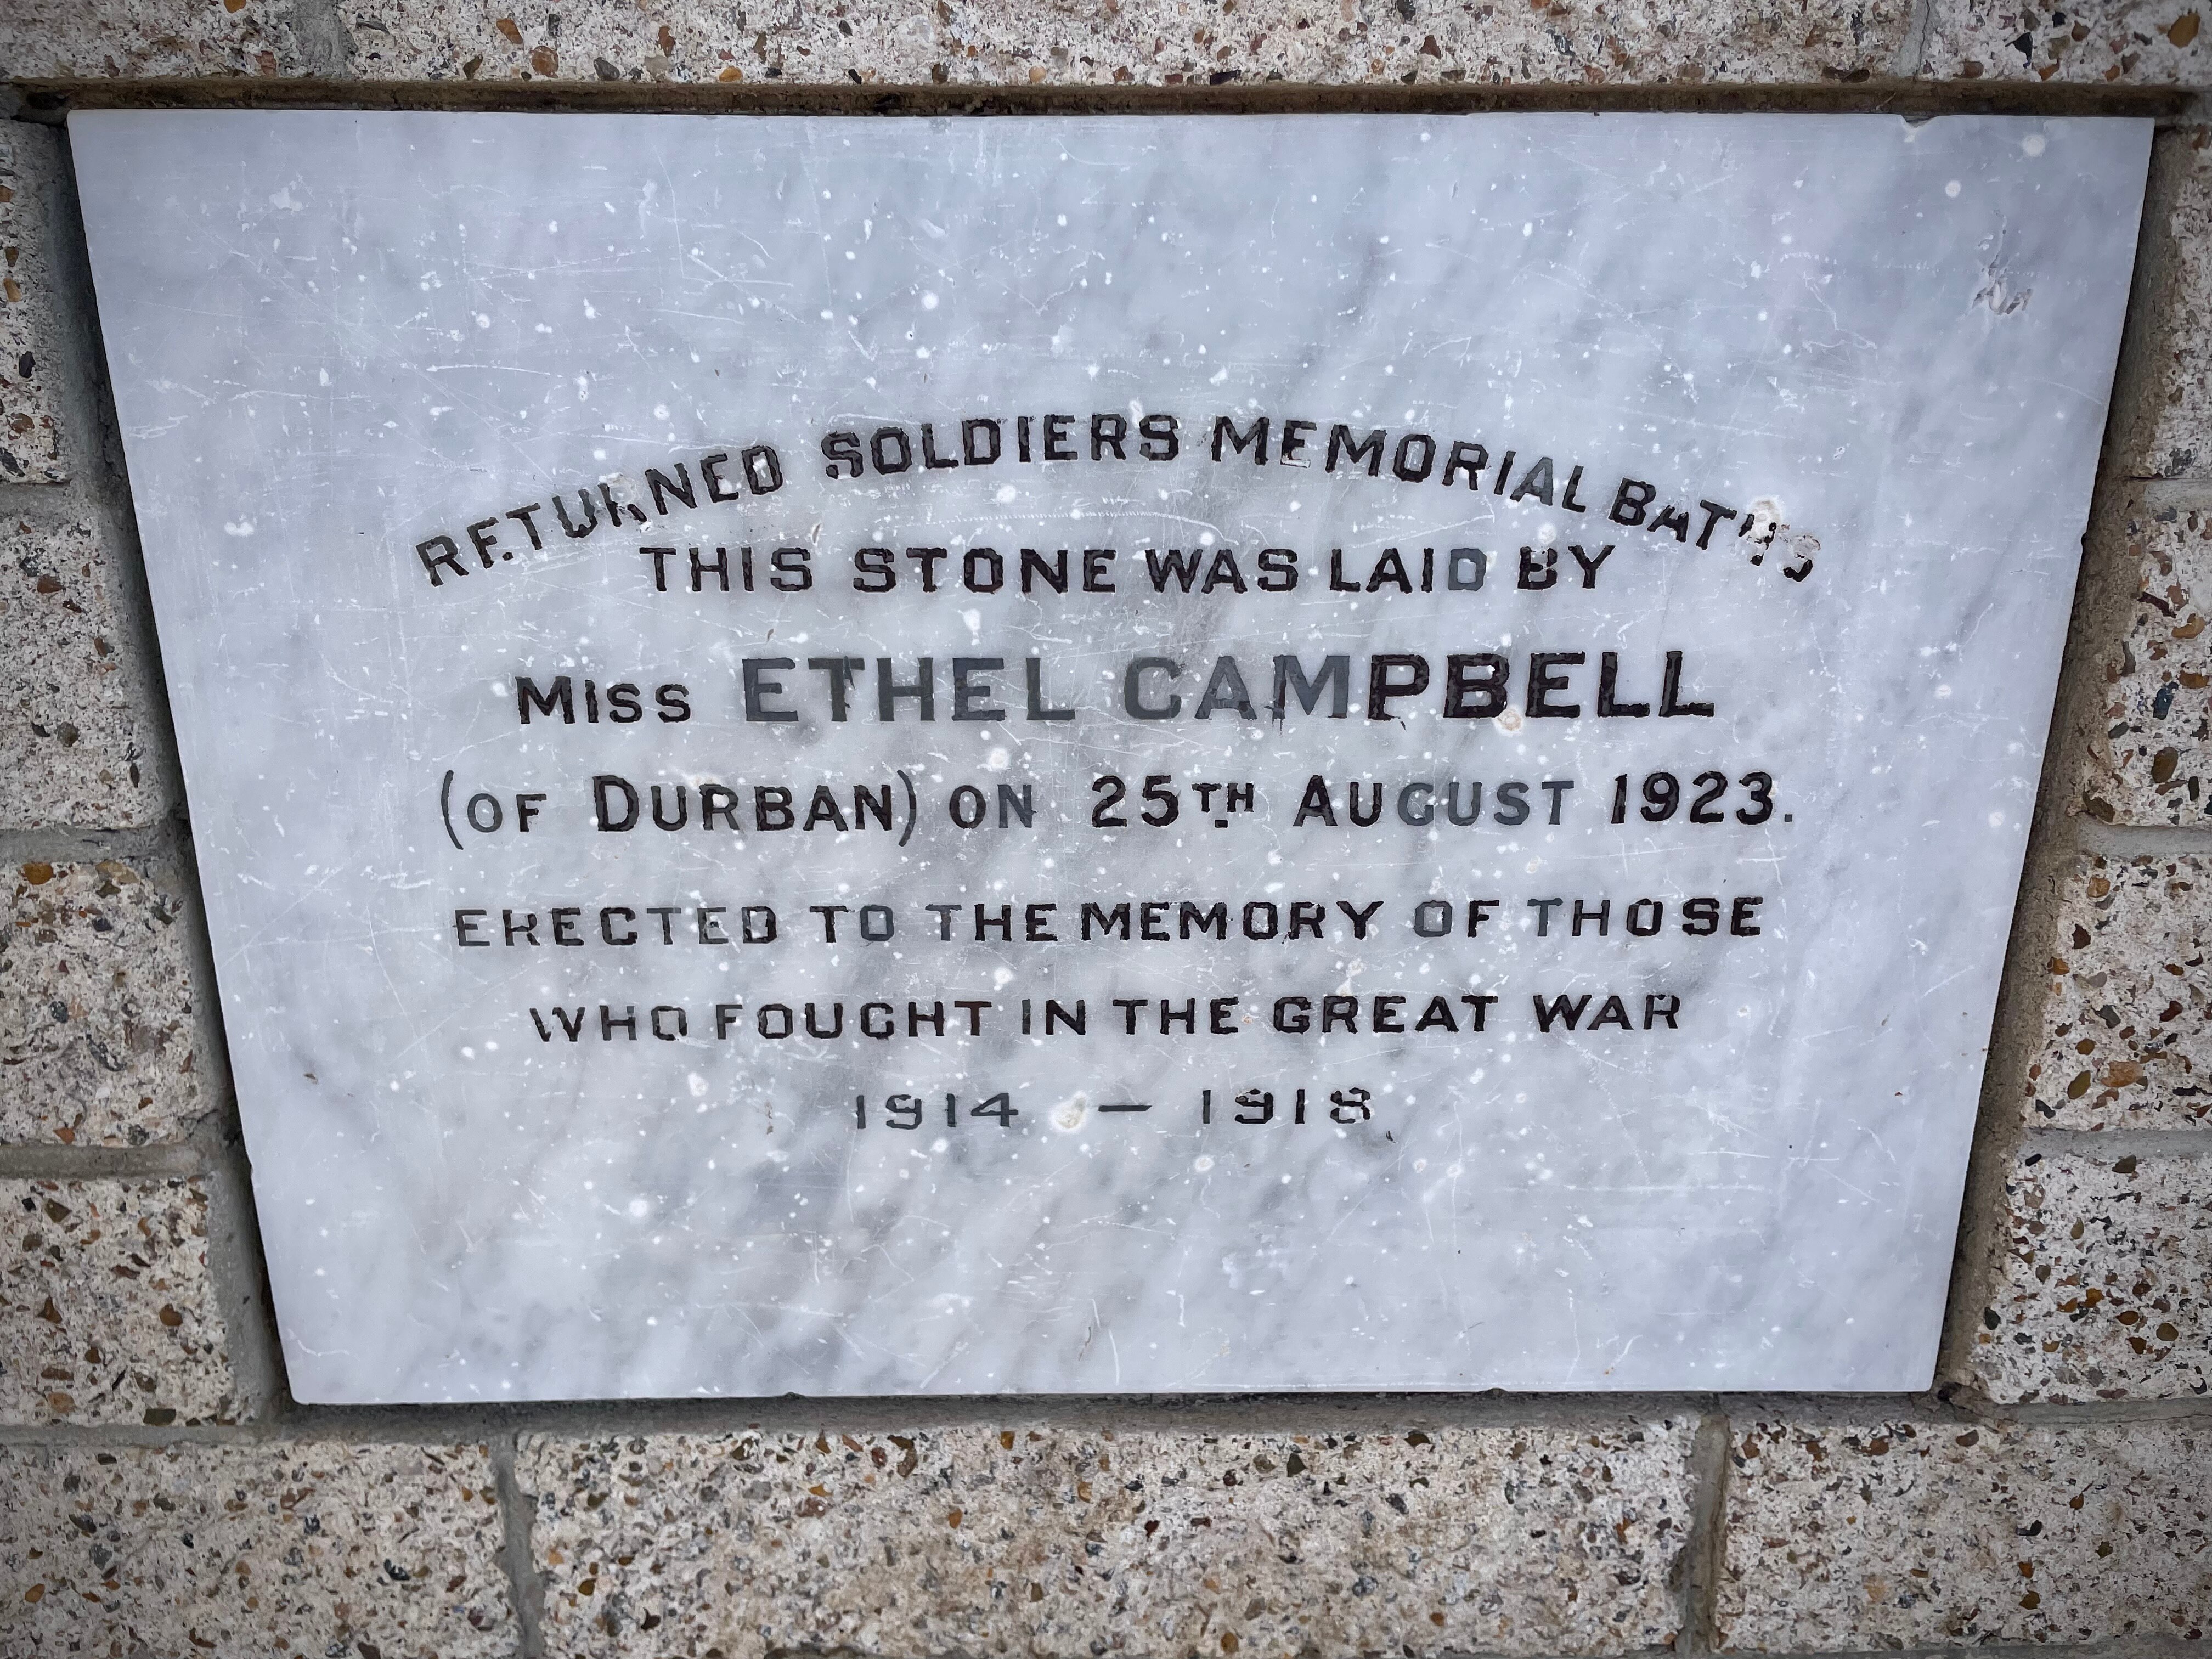 RETURNED SOLDIERS MEMORIAL BATHS
THIS STONE WAS LAID BY
MISS ETHEL CAMPBELL
(OF DURBAN) ON 25TH AUGUST 1923.
ERECTED TO THE MEMORY OF THOSE
WHO FOUGHT IN THE GREAT WAR
1914 — 1918